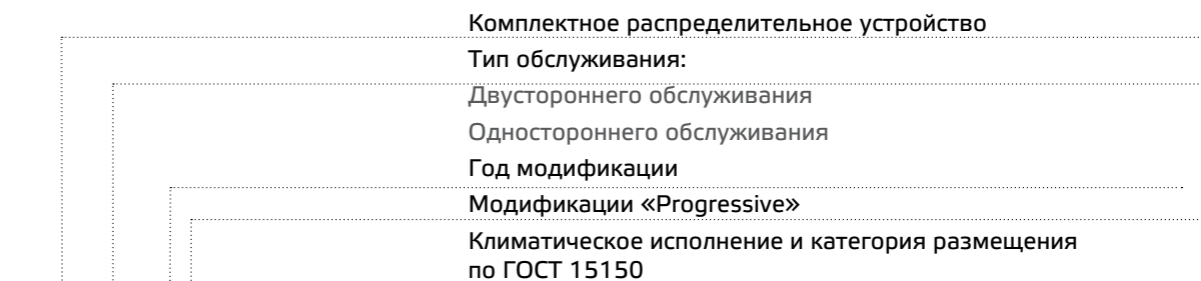 Комплектное распределительное устройство
Тип обслуживания:
Двустороннего обслуживания
Одностороннего обслуживания
Год модификации
Модификации «Progressive»
Климатическое исполнение и категория размещения
по ГОСТ 15150